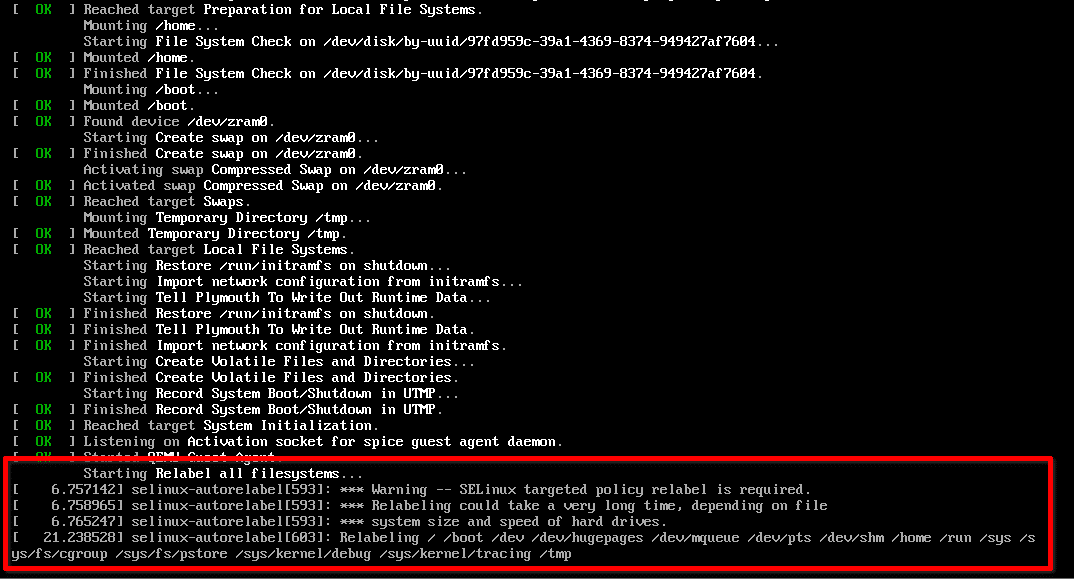 [  OK  ] Reached target Preparation for Local File Systems.
Mounting /home...
Starting File System Check on /dev/disk/by-uuid/97fd959c-39a1-4369-8374-949427af7604...
[  OK  ] Mounted /home.
[  OK  ] Finished File System Check on /dev/disk/by-uuid/97fd959c-39a1-4369-8374-949427af7604.
Mounting /boot...
[  OK  ] Mounted /boot.
[  OK  ] Found device /dev/zram0.
Starting Create swap on /dev/zram0...
[  OK  ] Finished Create swap on /dev/zram0.
Activating swap Compressed Swap on /dev/zram0...
[  OK  ] Activated swap Compressed Swap on /dev/zram0.
[  OK  ] Reached target Swaps.
Mounting Temporary Directory /tmp...
[  OK  ] Mounted Temporary Directory /tmp.
[  OK  ] Reached target Local File Systems.
Starting Restore /run/initramfs on shutdown...
Starting Import network configuration from initramfs...
Starting Tell Plymouth To Write Out Runtime Data...
[  OK  ] Finished Restore /run/initramfs on shutdown.
[  OK  ] Finished Tell Plymouth To Write Out Runtime Data.
[  OK  ] Finished Import network configuration from initramfs.
Starting Create Volatile Files and Directories...
[  OK  ] Finished Create Volatile Files and Directories.
Starting Record System Boot/Shutdown in UTMP...
[  OK  ] Finished Record System Boot/Shutdown in UTMP.
[  OK  ] Reached target System Initialization.
[  OK  ] Listening on Activation socket for spice guest agent daemon.
[  OK  ] Started QEMU Guest Agent.
Starting Relabel all filesystems...
[    6.757142] selinux-autorelabel[593]: *** Warning -- SELinux targeted policy relabel is required.
[    6.758965] selinux-autorelabel[593]: *** Relabeling could take a very long time, depending on file
[    6.765247] selinux-autorelabel[593]: *** system size and speed of hard drives.
[   21.238528] selinux-autorelabel[603]: Relabeling / /boot /dev /dev/hugepages /dev/mqueue /dev/pts /dev/shm /home /run /sys /s
ys/fs/cgroup /sys/fs/pstore /sys/kernel/debug /sys/kernel/tracing /tmp